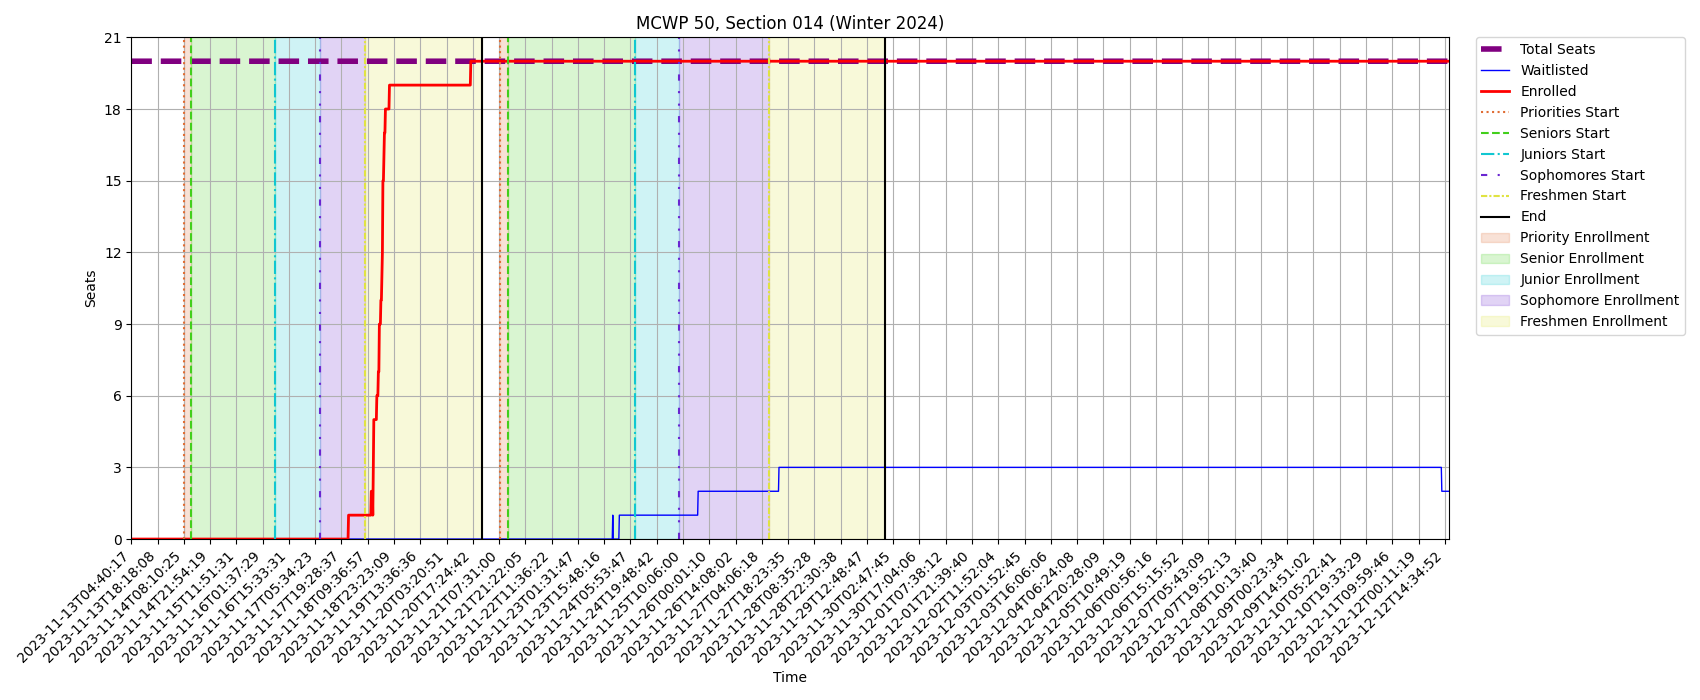 MCWP 50, Section 014 (Winter 2024)
21
18
15
12
9
6
3
0
Seats
2023-11-13T04:40:17
2023-11-13T18:18:08
2023-11-14T08:10:25
2023-11-14T21:54:19
2023-11-15T11:51:31
2023-11-16T01:37:29
2023-11-16T15:33:31
2023-11-17T05:34:23
2023-11-17T19:28:37
2023-11-18T09:36:57
2023-11-18T23:23:09
2023-11-19T13:36:36
2023-11-20T03:20:51
2023-11-20T17:24:42
2023-11-21T07:31:00
2023-11-21T21:22:05
2023-11-22T11:36:22
2023-11-23T01:31:47
2023-11-23T15:48:16
2023-11-24T05:53:47
2023-11-24T19:48:42
2023-11-25T10:06:00
2023-11-26T00:01:10
2023-11-26T14:08:02
2023-11-27T04:06:18
2023-11-27T18:23:35
2023-11-28T08:35:28
2023-11-28T22:30:38
2023-11-29T12:48:47
2023-11-30T02:47:45
2023-11-30T17:04:06
2023-12-01T07:38:12
2023-12-01T21:39:40
2023-12-02T11:52:04
2023-12-03T01:52:45
2023-12-03T16:06:06
2023-12-04T06:24:08
2023-12-04T20:28:09
2023-12-05T10:49:19
2023-12-06T00:56:16
2023-12-06T15:15:52
2023-12-07T05:43:09
2023-12-07T19:52:13
2023-12-08T10:13:40
2023-12-09T00:23:34
2023-12-09T14:51:02
2023-12-10T05:22:41
2023-12-10T19:33:29
2023-12-11T09:59:46
2023-12-12T00:11:19
2023-12-12T14:34:52
Time
Total Seats
Waitlisted
Enrolled
Priorities Start
Seniors Start
Juniors Start
Sophomores Start
Freshmen Start
End
Priority Enrollment
Senior Enrollment
Junior Enrollment
Sophomore Enrollment
Freshmen Enrollment